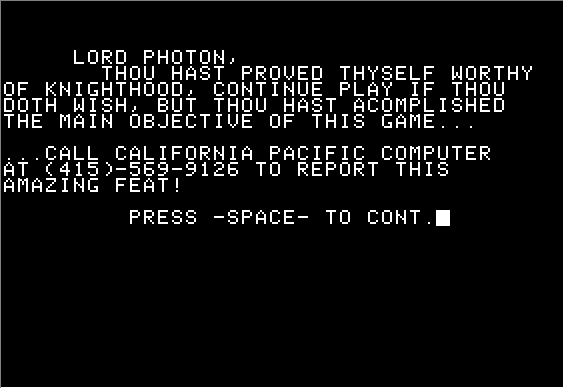 LORD PHOTON,
THOU HAST PROVED THYSELF WORTHY
OF KNIGHTHOOD, CONTINUE PLAY IF THOU
DOTH WISH, BUT THOU HAST ACOMPLISHED
THE MAIN OBJECTIVE OF THIS GAME...
...CALL CALIFORNIA PACIFIC COMPUTER
AT (415)-569-9126 TO REPORT THIS
AMAZING FEAT!
PRESS -SPACE- TO CONT.